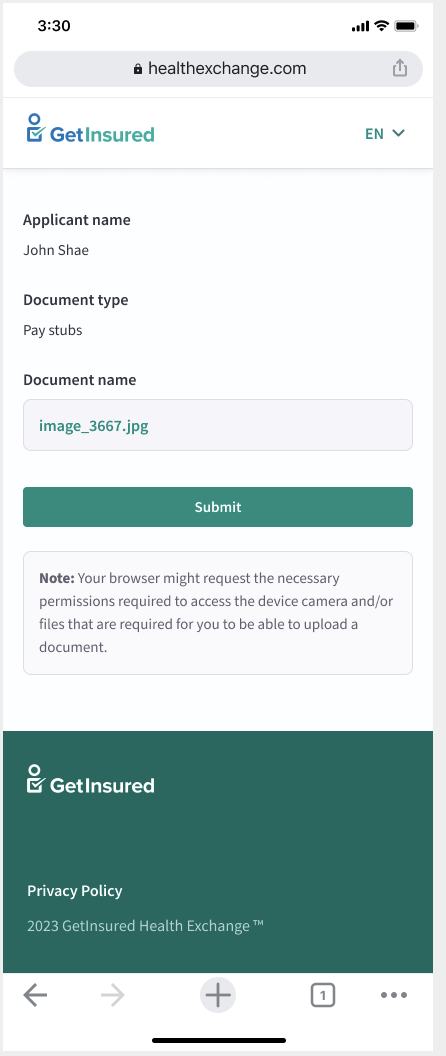 3:30
healthexchange.com
GetInsured
EN
Applicant name
John Shae
Document type
Pay stubs
Document name
image_3667.jpg
Submit
Note: Your browser might request the necessary
permissions required to access the device camera and/or
files that are required for you to be able to upload a
document.
GetInsured
Privacy Policy
2023 GetInsured Health Exchange ™
1